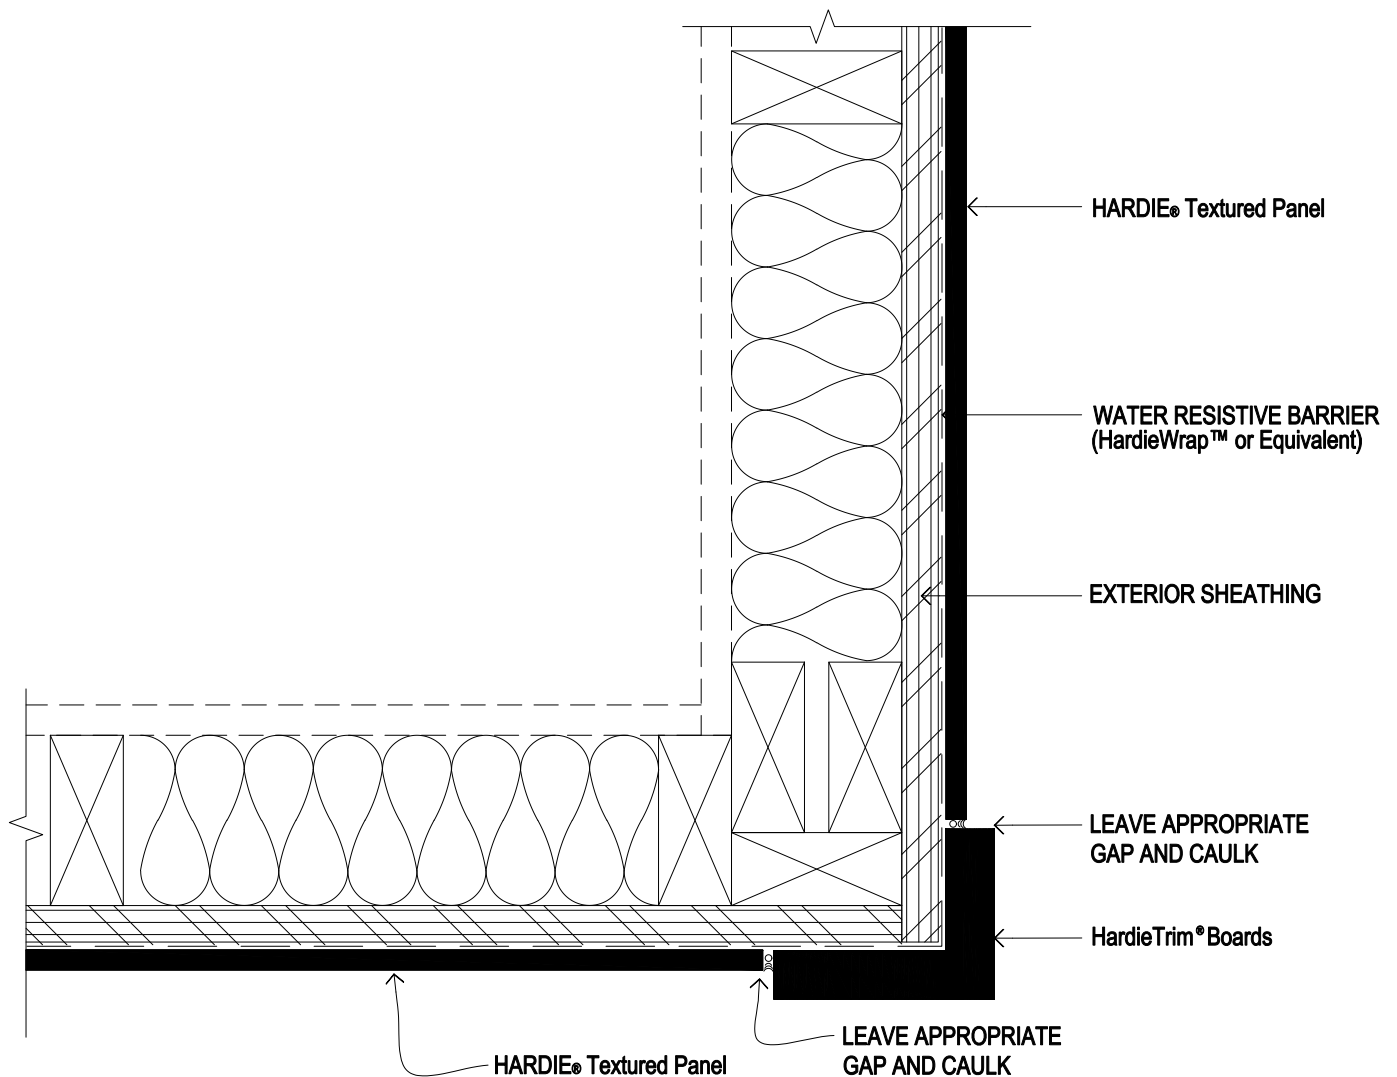 HARDIE® Textured Panel
WATER RESISTIVE BARRIER
(HardieWrap™ or Equivalent)
EXTERIOR SHEATHING
LEAVE APPROPRIATE
GAP AND CAULK
HardieTrim® Boards
LEAVE APPROPRIATE
GAP AND CAULK
HARDIE® Textured Panel